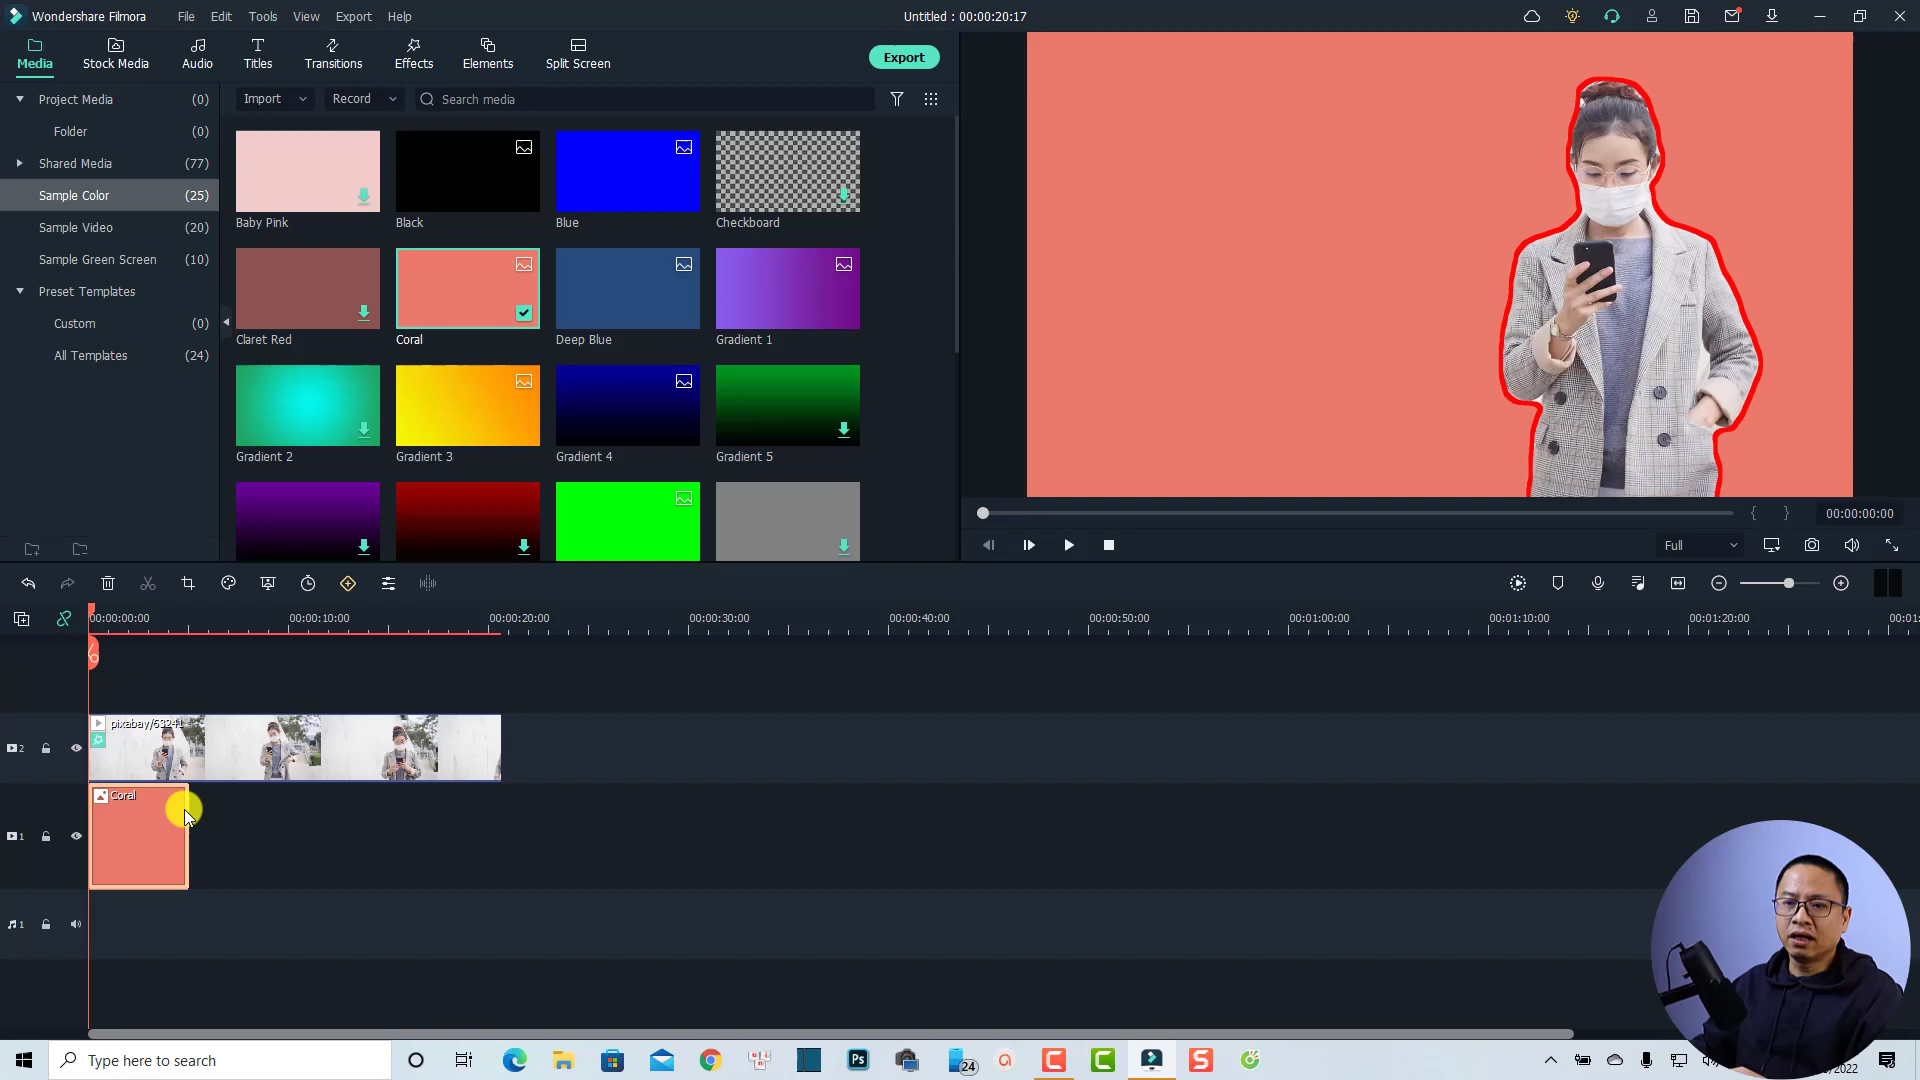 Wondershare Filmora File Edit Tools View Export Help Untitled : 00:00:20:17
Media Stock Media Audio Titles Transitions Effects Elements Split Screen Export
Project Media (0)
Folder (0)
Shared Media (77)
Sample Color (25)
Sample Video (20)
Sample Green Screen (10)
Preset Templates
Custom (0)
All Templates (24)
Import Record Search media
Baby Pink Black Blue Checkboard
Claret Red Coral Deep Blue Gradient 1
Gradient 2 Gradient 3 Gradient 4 Gradient 5
{ } 00:00:00:00
Full
00:00:00:00 00:00:10:00 00:00:20:00 00:00:30:00 00:00:40:00 00:00:50:00 00:01:00:00 00:01:10:00 00:01:20:00 00:01:
pixabay/63241
2
Coral
1
1
Type here to search
Ps
24
C
C
S
/2022